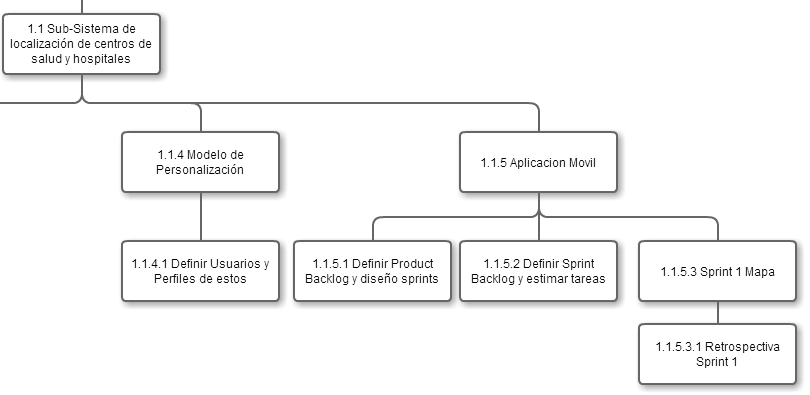 1.1 Sub-Sistema de
localización de centros de
salud y hospitales
1.1.4 Modelo de
Personalización
1.1.5 Aplicacion Movil
1.1.4.1 Definir Usuarios y
Perfiles de estos
1.1.5.1 Definir Product
Backlog y diseño sprints
1.1.5.2 Definir Sprint
Backlog y estimar tareas
1.1.5.3 Sprint 1 Mapa
1.1.5.3.1 Retrospectiva
Sprint 1